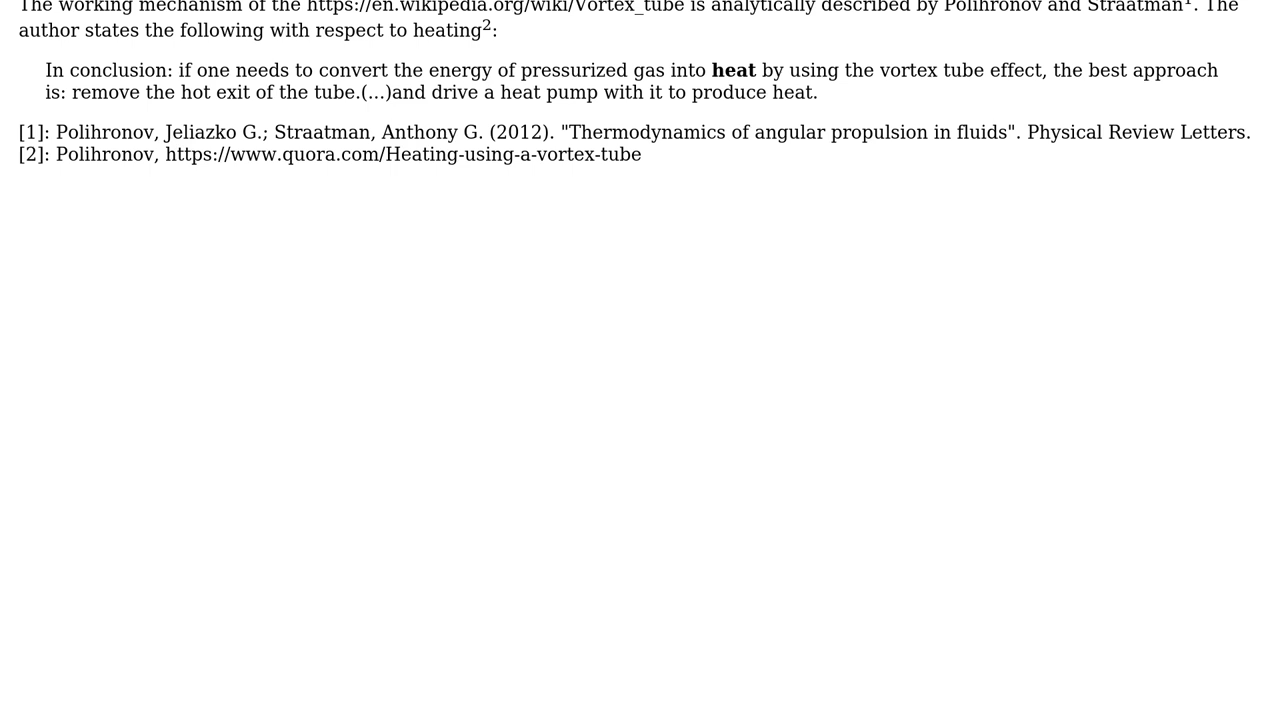 The working mechanism of the https://en.wikipedia.org/wiki/Vortex_tube is analytically described by Polihronov and Straatman¹. The
author states the following with respect to heating²:
In conclusion: if one needs to convert the energy of pressurized gas into heat by using the vortex tube effect, the best approach
is: remove the hot exit of the tube.(...)and drive a heat pump with it to produce heat.
[1]: Polihronov, Jeliazko G.; Straatman, Anthony G. (2012). "Thermodynamics of angular propulsion in fluids". Physical Review Letters.
[2]: Polihronov, https://www.quora.com/Heating-using-a-vortex-tube